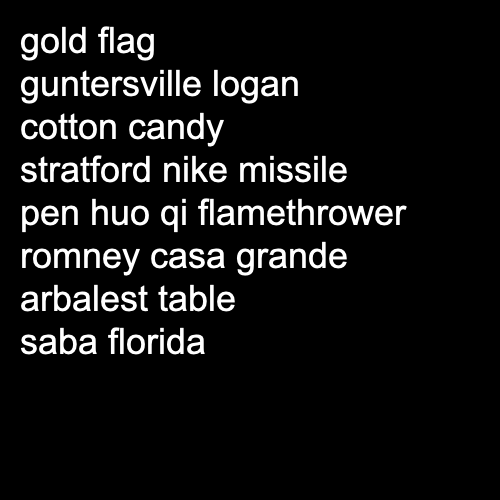 gold flag
guntersville logan
cotton candy
stratford nike missile
pen huo qi flamethrower
romney casa grande
arbalest table
saba florida